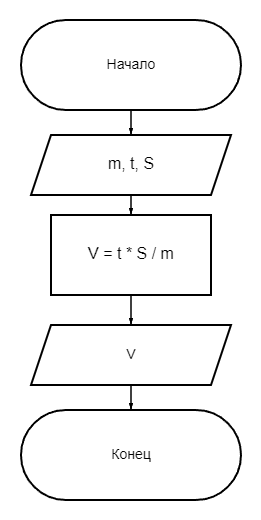 Начало
m, t, S
V = t * S / m
V
Конец